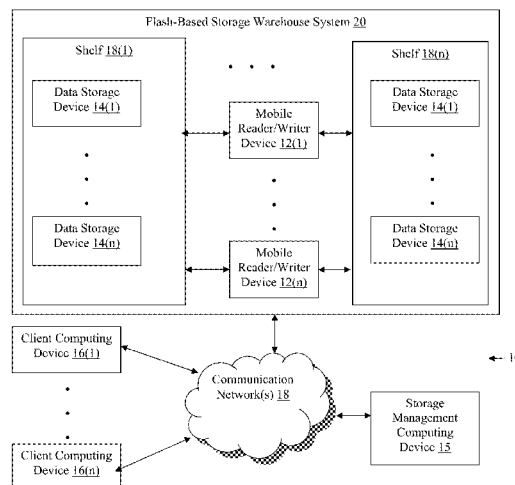 Flash-Based Storage Warehouse System 20
Shelf 18(1)
Data Storage
Device 14(1)
Data Storage
Device 14(n)
Mobile
Reader/Writer
Device 12(1)
Mobile
Reader/Writer
Device 12(n)
Shelf 18(n)
Data Storage
Device 14(1)
Data Storage
Device 14(n)
Client Computing
Device 16(1)
Client Computing
Device 16(n)
Communication
Network(s) 18
Storage
Management
Computing
Device 15